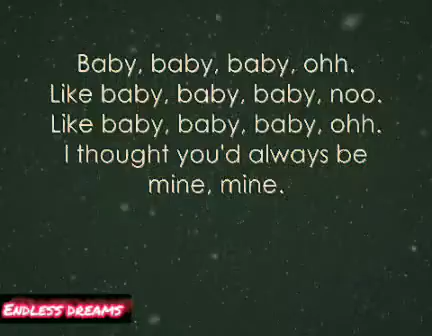 Baby, baby, baby, ohh.
Like baby, baby, baby, noo.
Like baby, baby, baby, ohh.
I thought you'd always be
mine, mine.
ENDLESS DREAMS